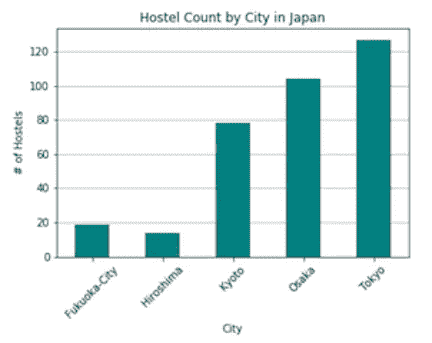 Hostel Count by City in Japan
# of Hostels
120
100
80
60
40
20
0
Fukuoka-City
Hiroshima
Kyoto
Osaka
Tokyo
City